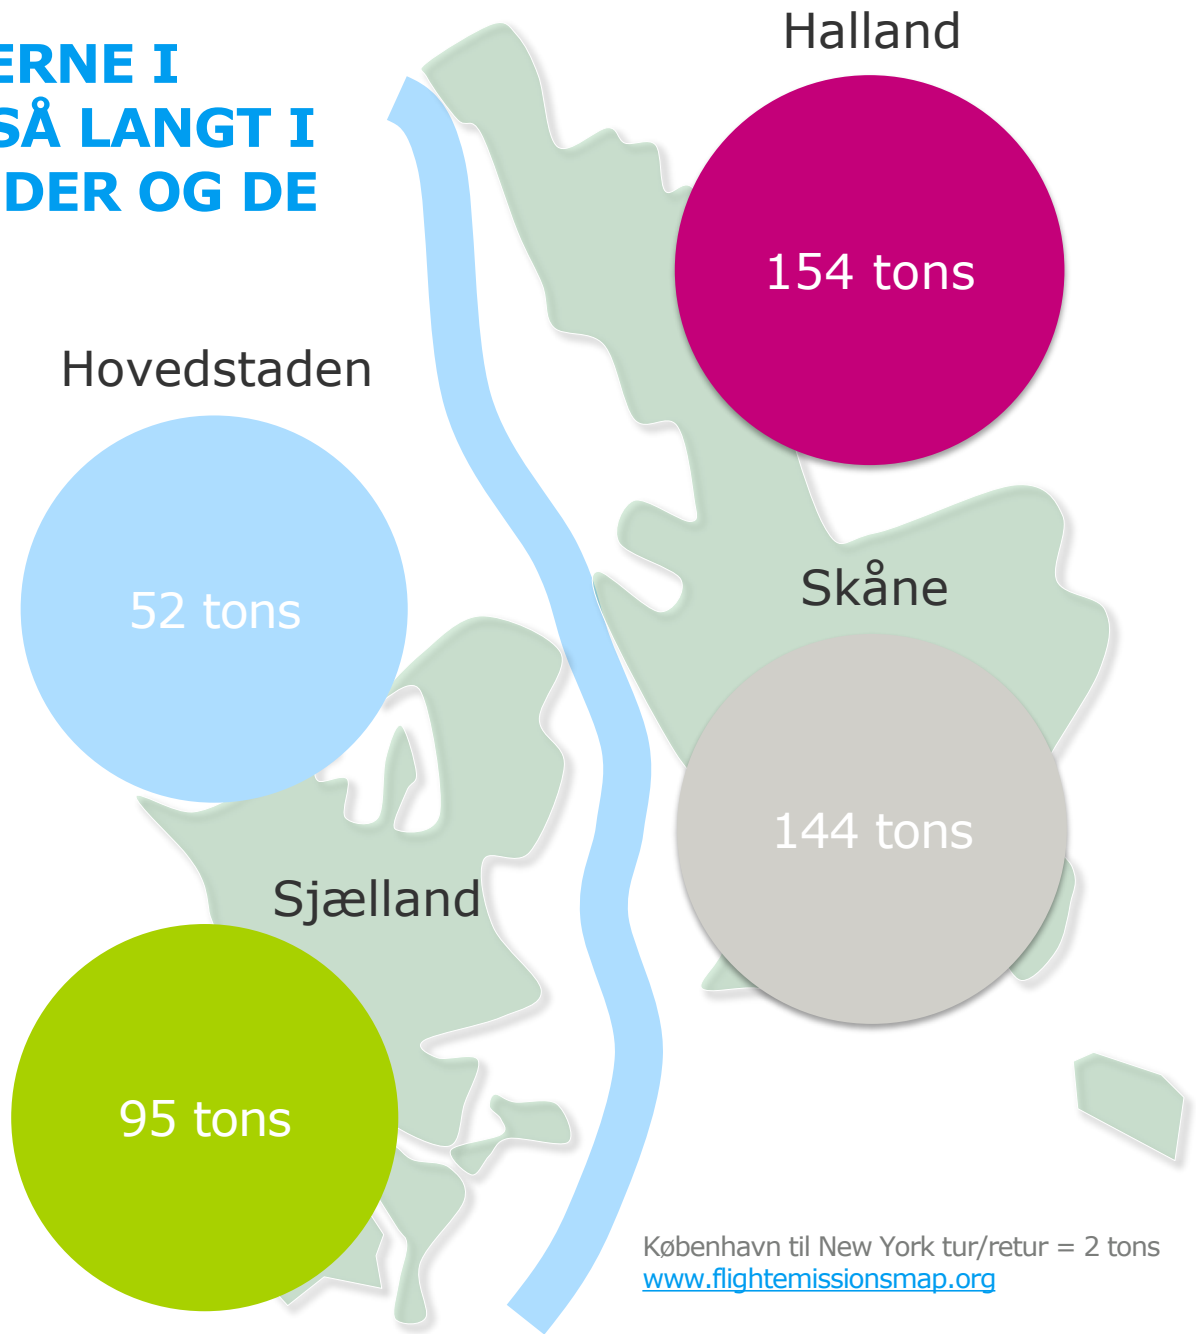 ERNE I
SÅ LANGT I
DER OG DE
Halland
154 tons
Hovedstaden
52 tons
Skåne
144 tons
Sjælland
95 tons
København til New York tur/retur = 2 tons
www.flightemissionsmap.org